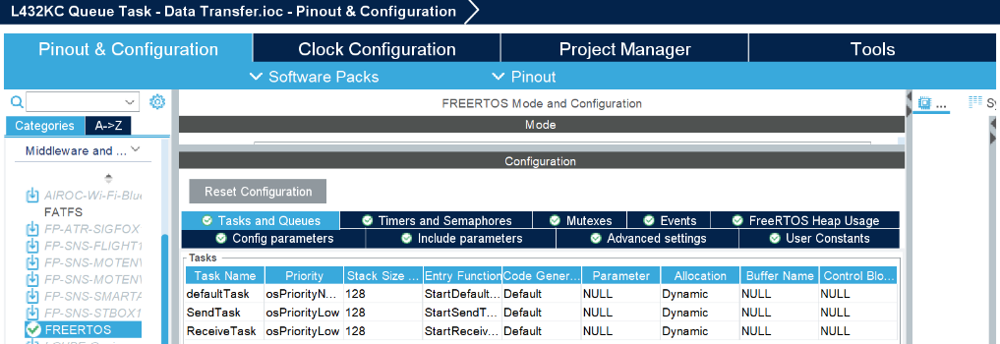 L432KC Queue Task - Data Transfer.ioc - Pinout & Configuration
Pinout & Configuration Clock Configuration Project Manager Tools
Software Packs Pinout
FREERTOS Mode and Configuration ... Sy
Mode
Categories A->Z
Middleware and ...
Configuration
Reset Configuration
AIROC-Wi-Fi-Blue
FATFS
FP-ATR-SIGFOX
FP-SNS-FLIGHT1
FP-SNS-MOTENV
FP-SNS-MOTENV
FP-SNS-SMARTA
FP-SNS-STBOX1
FREERTOS
Tasks and Queues Timers and Semaphores Mutexes Events FreeRTOS Heap Usage
Config parameters Include parameters Advanced settings User Constants
Tasks
Task Name Priority Stack Size ... Entry Function Code Gener... Parameter Allocation Buffer Name Control Blo...
defaultTask osPriorityN... 128 StartDefault... Default NULL Dynamic NULL NULL
SendTask osPriorityLow 128 StartSendT... Default NULL Dynamic NULL NULL
ReceiveTask osPriorityLow 128 StartReceiv... Default NULL Dynamic NULL NULL